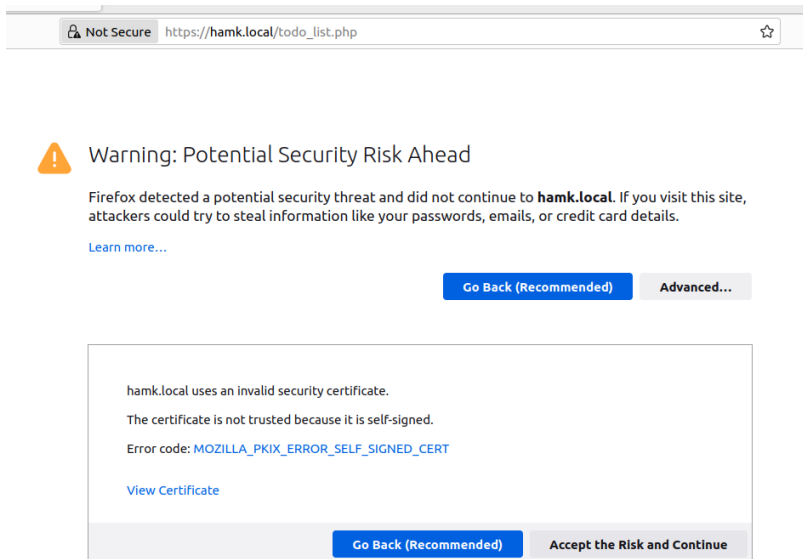 Not Secure https://hamk.local/todo_list.php
Warning: Potential Security Risk Ahead
Firefox detected a potential security threat and did not continue to hamk.local. If you visit this site,
attackers could try to steal information like your passwords, emails, or credit card details.
Learn more…
Go Back (Recommended) Advanced…
hamk.local uses an invalid security certificate.
The certificate is not trusted because it is self-signed.
Error code: MOZILLA_PKIX_ERROR_SELF_SIGNED_CERT
View Certificate
Go Back (Recommended) Accept the Risk and Continue